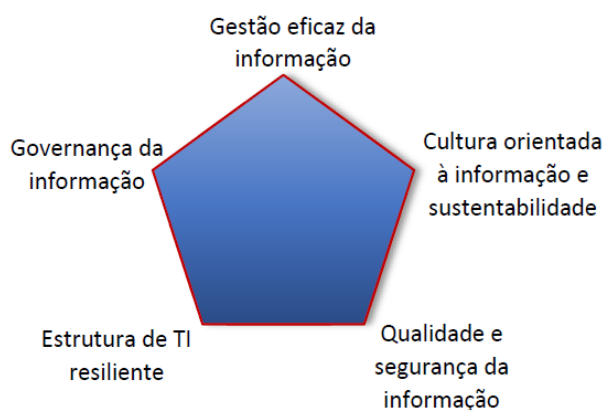 Gestão eficaz da
informação
Governança da
informação
Cultura orientada
à informação e
sustentabilidade
Estrutura de TI
resiliente
Qualidade e
segurança da
informação